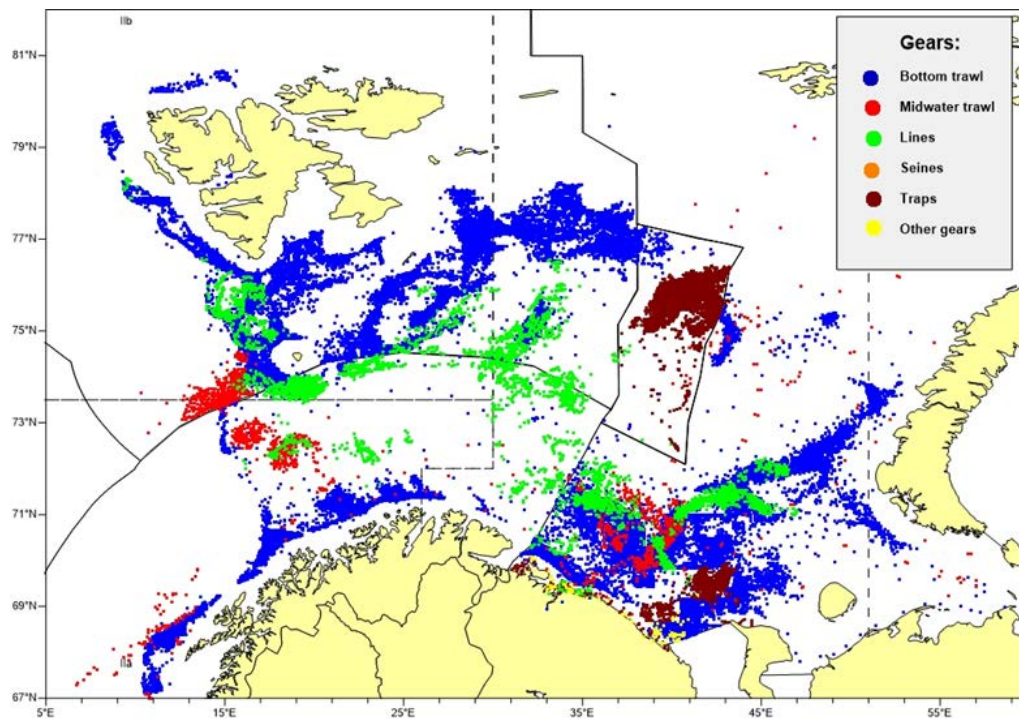 IIb
81°N
79°N
77°N
75°N
73°N
71°N
69°N
67°N
IIa
5°E
15°E
25°E
35°E
45°E
55°E
Gears:
Bottom trawl
Midwater trawl
Lines
Seines
Traps
Other gears